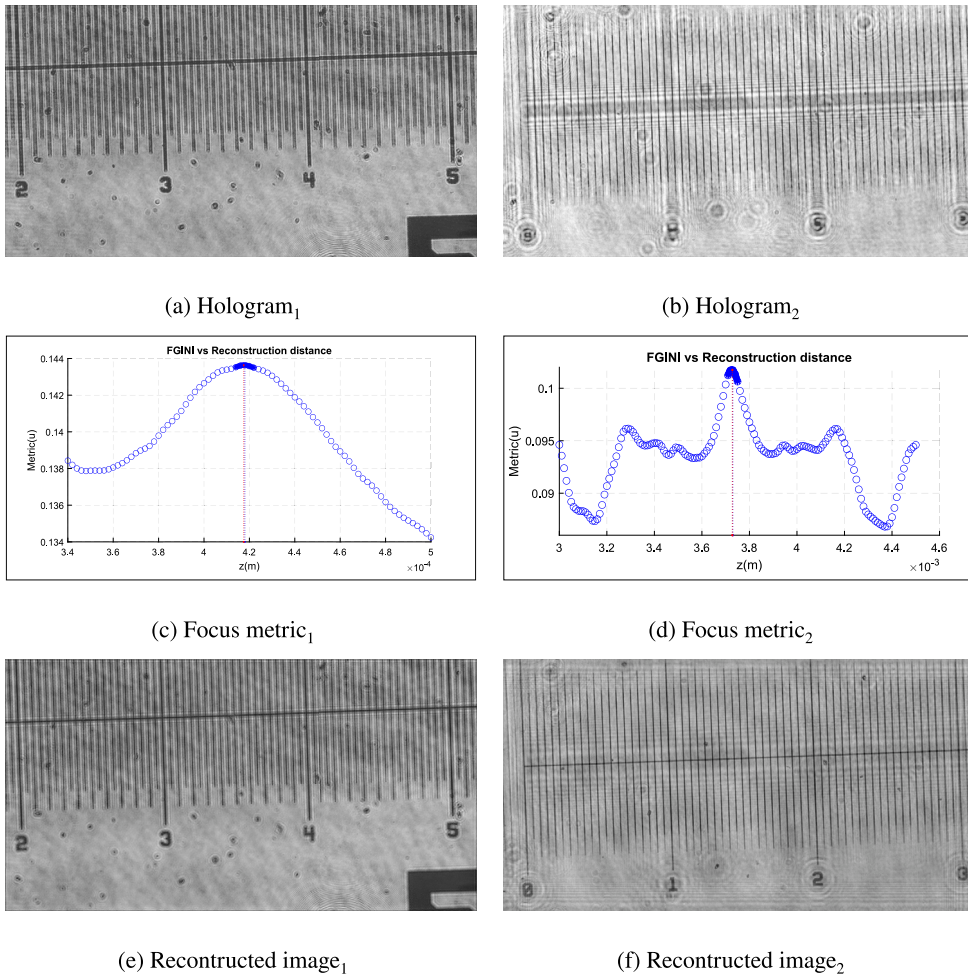 2 3 4 5
(a) Hologram1
(b) Hologram2
FGINI vs Reconstruction distance
0.144
0.142
0.14
0.138
0.136
0.134
Metric(u)
3.4 3.6 3.8 4 4.2 4.4 4.6 4.8 5
z(m)
×10-4
FGINI vs Reconstruction distance
0.1
0.095
0.09
Metric(u)
3 3.2 3.4 3.6 3.8 4 4.2 4.4 4.6
z(m)
×10-3
(c) Focus metric1
(d) Focus metric2
2 3 4 5
0 1 2 3
(e) Recontructed image1
(f) Recontructed image2